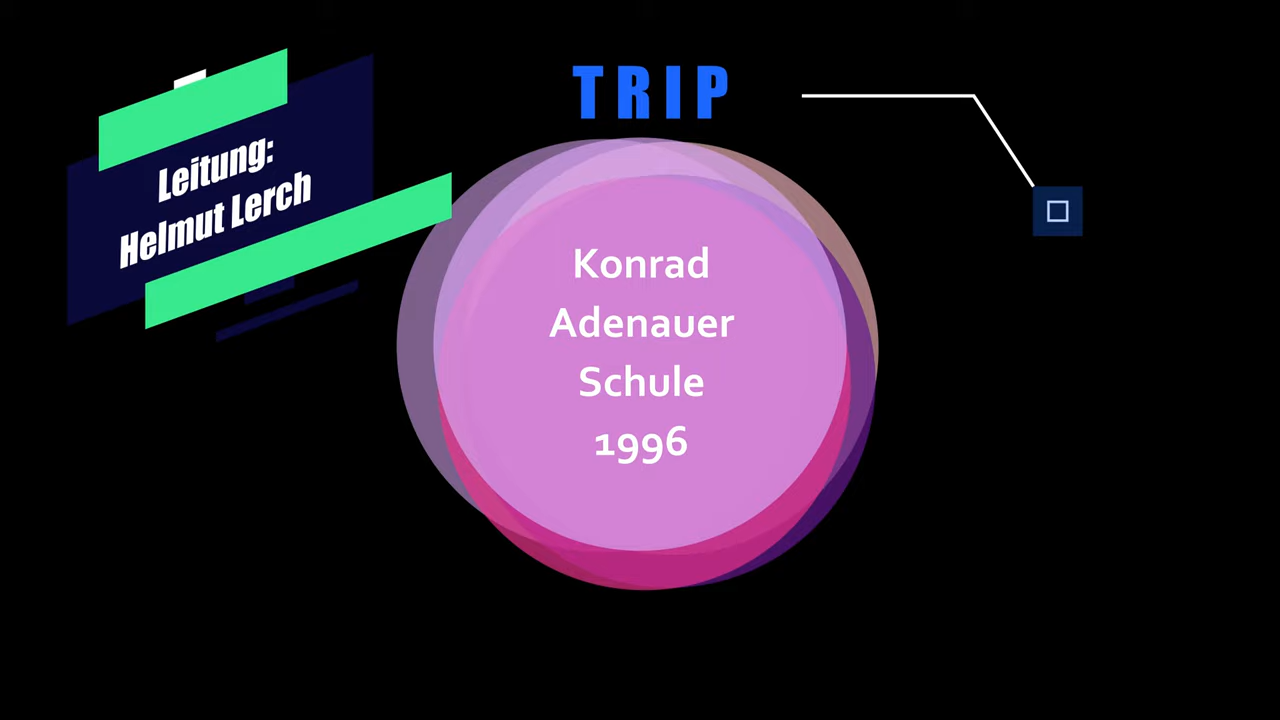 TRIP
Leitung:
Helmut Lerch
Konrad
Adenauer
Schule
1996